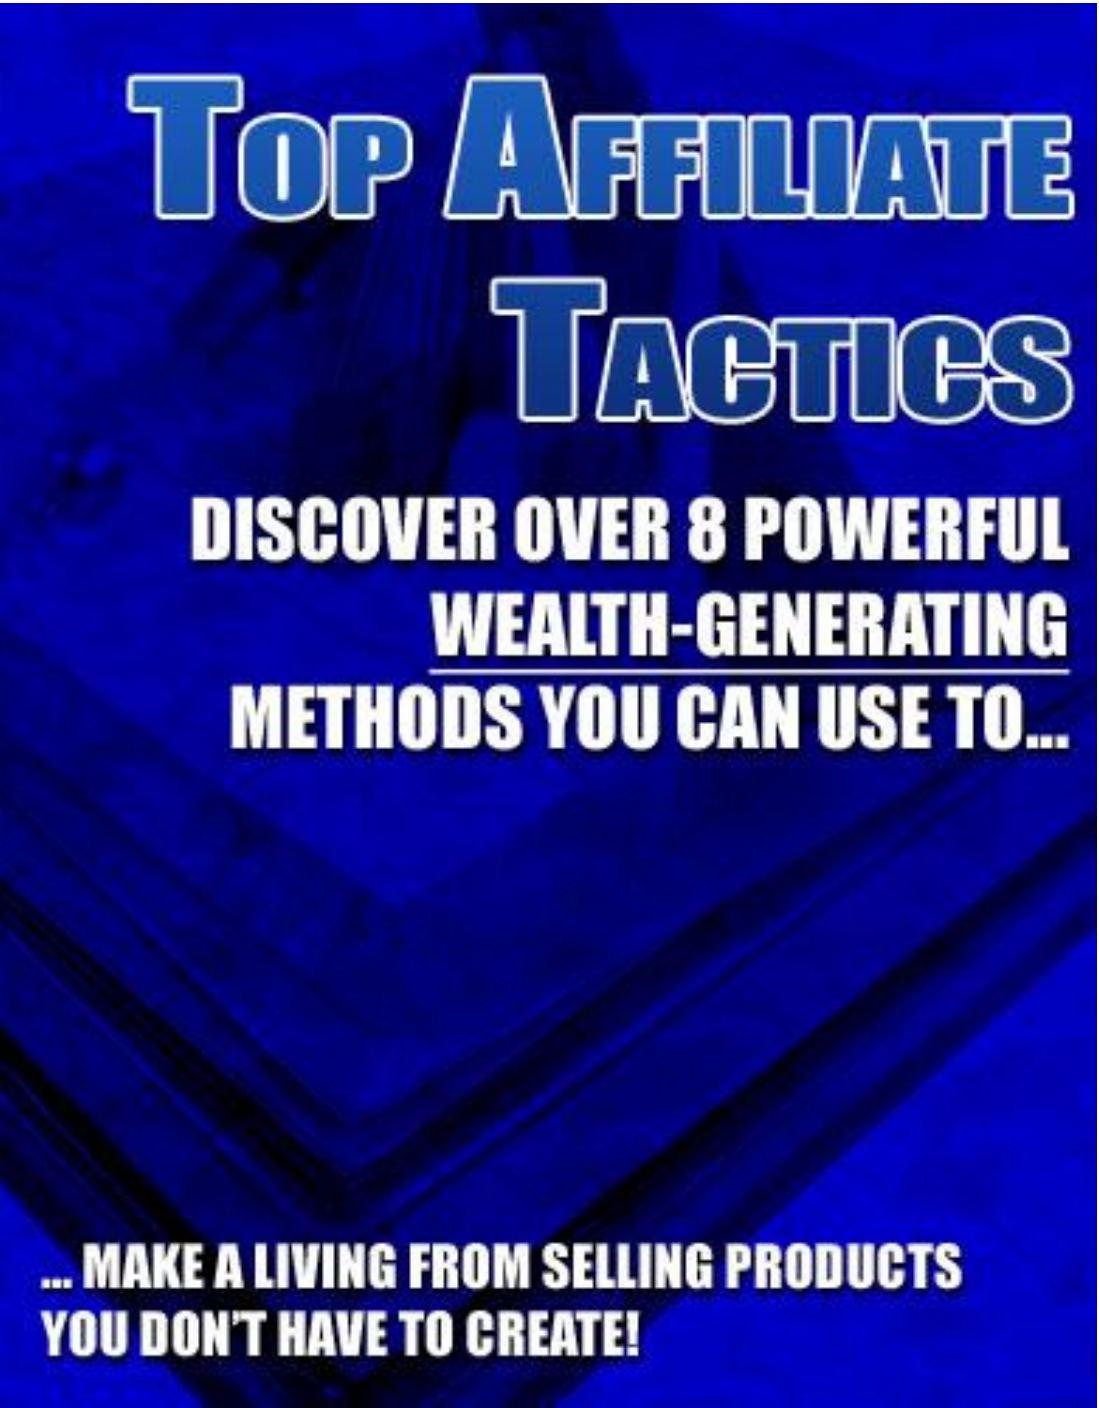 TOP AFFILIATE
TACTICS
DISCOVER OVER 8 POWERFUL
WEALTH-GENERATING
METHODS YOU CAN USE TO...
... MAKE A LIVING FROM SELLING PRODUCTS
YOU DON'T HAVE TO CREATE!